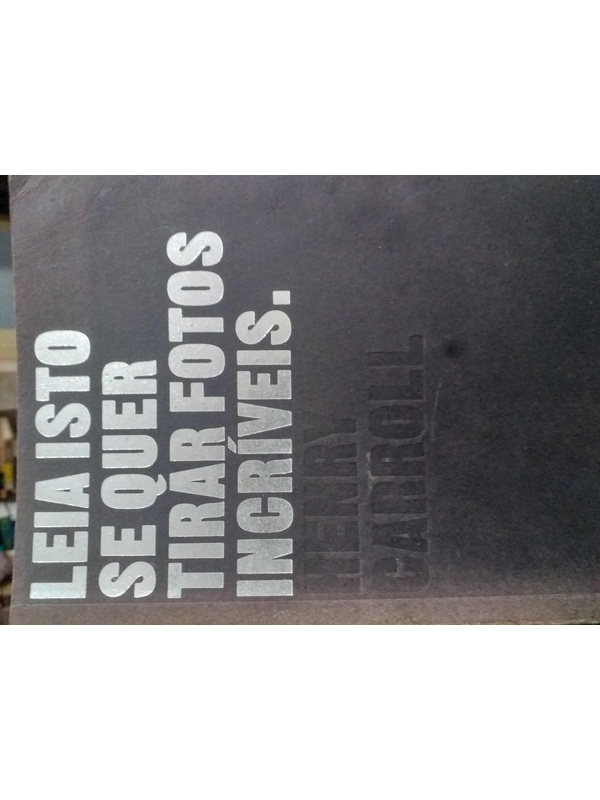 LEIA ISTO
SE QUER
TIRAR FOTOS
INCRÍVEIS.
HENRY
CARROLL